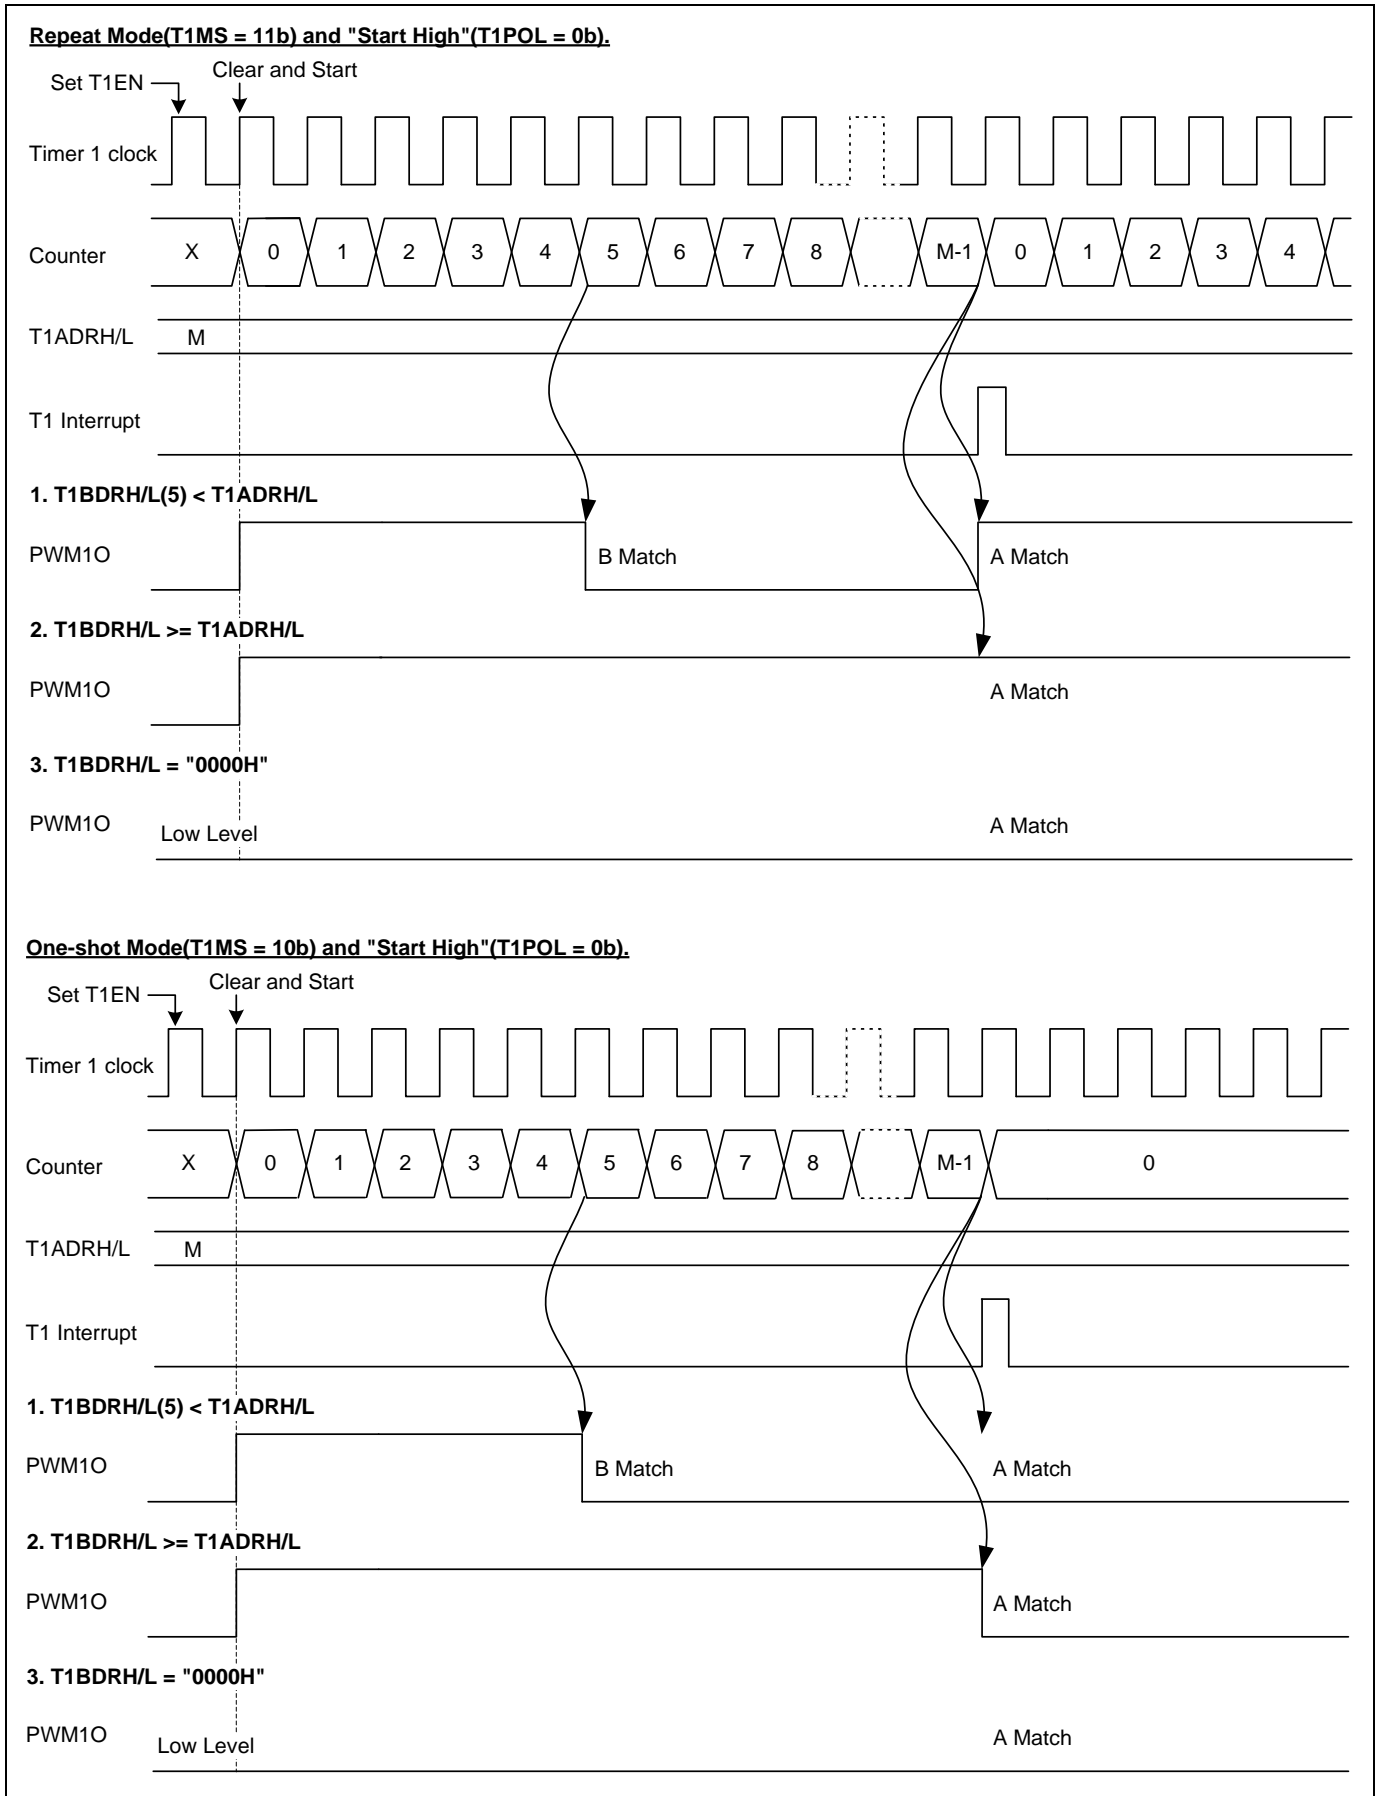 Repeat Mode(T1MS = 11b) and "Start High"(T1POL = 0b).
Set T1EN
Clear and Start
Timer 1 clock
Counter X 0 1 2 3 4 5 6 7 8 M-1 0 1 2 3 4
T1ADRH/L M
T1 Interrupt
1. T1BDRH/L(5) < T1ADRH/L
PWM1O B Match A Match
2. T1BDRH/L >= T1ADRH/L
PWM1O A Match
3. T1BDRH/L = "0000H"
PWM1O Low Level A Match
One-shot Mode(T1MS = 10b) and "Start High"(T1POL = 0b).
Set T1EN
Clear and Start
Timer 1 clock
Counter X 0 1 2 3 4 5 6 7 8 M-1 0
T1ADRH/L M
T1 Interrupt
1. T1BDRH/L(5) < T1ADRH/L
PWM1O B Match A Match
2. T1BDRH/L >= T1ADRH/L
PWM1O A Match
3. T1BDRH/L = "0000H"
PWM1O Low Level A Match